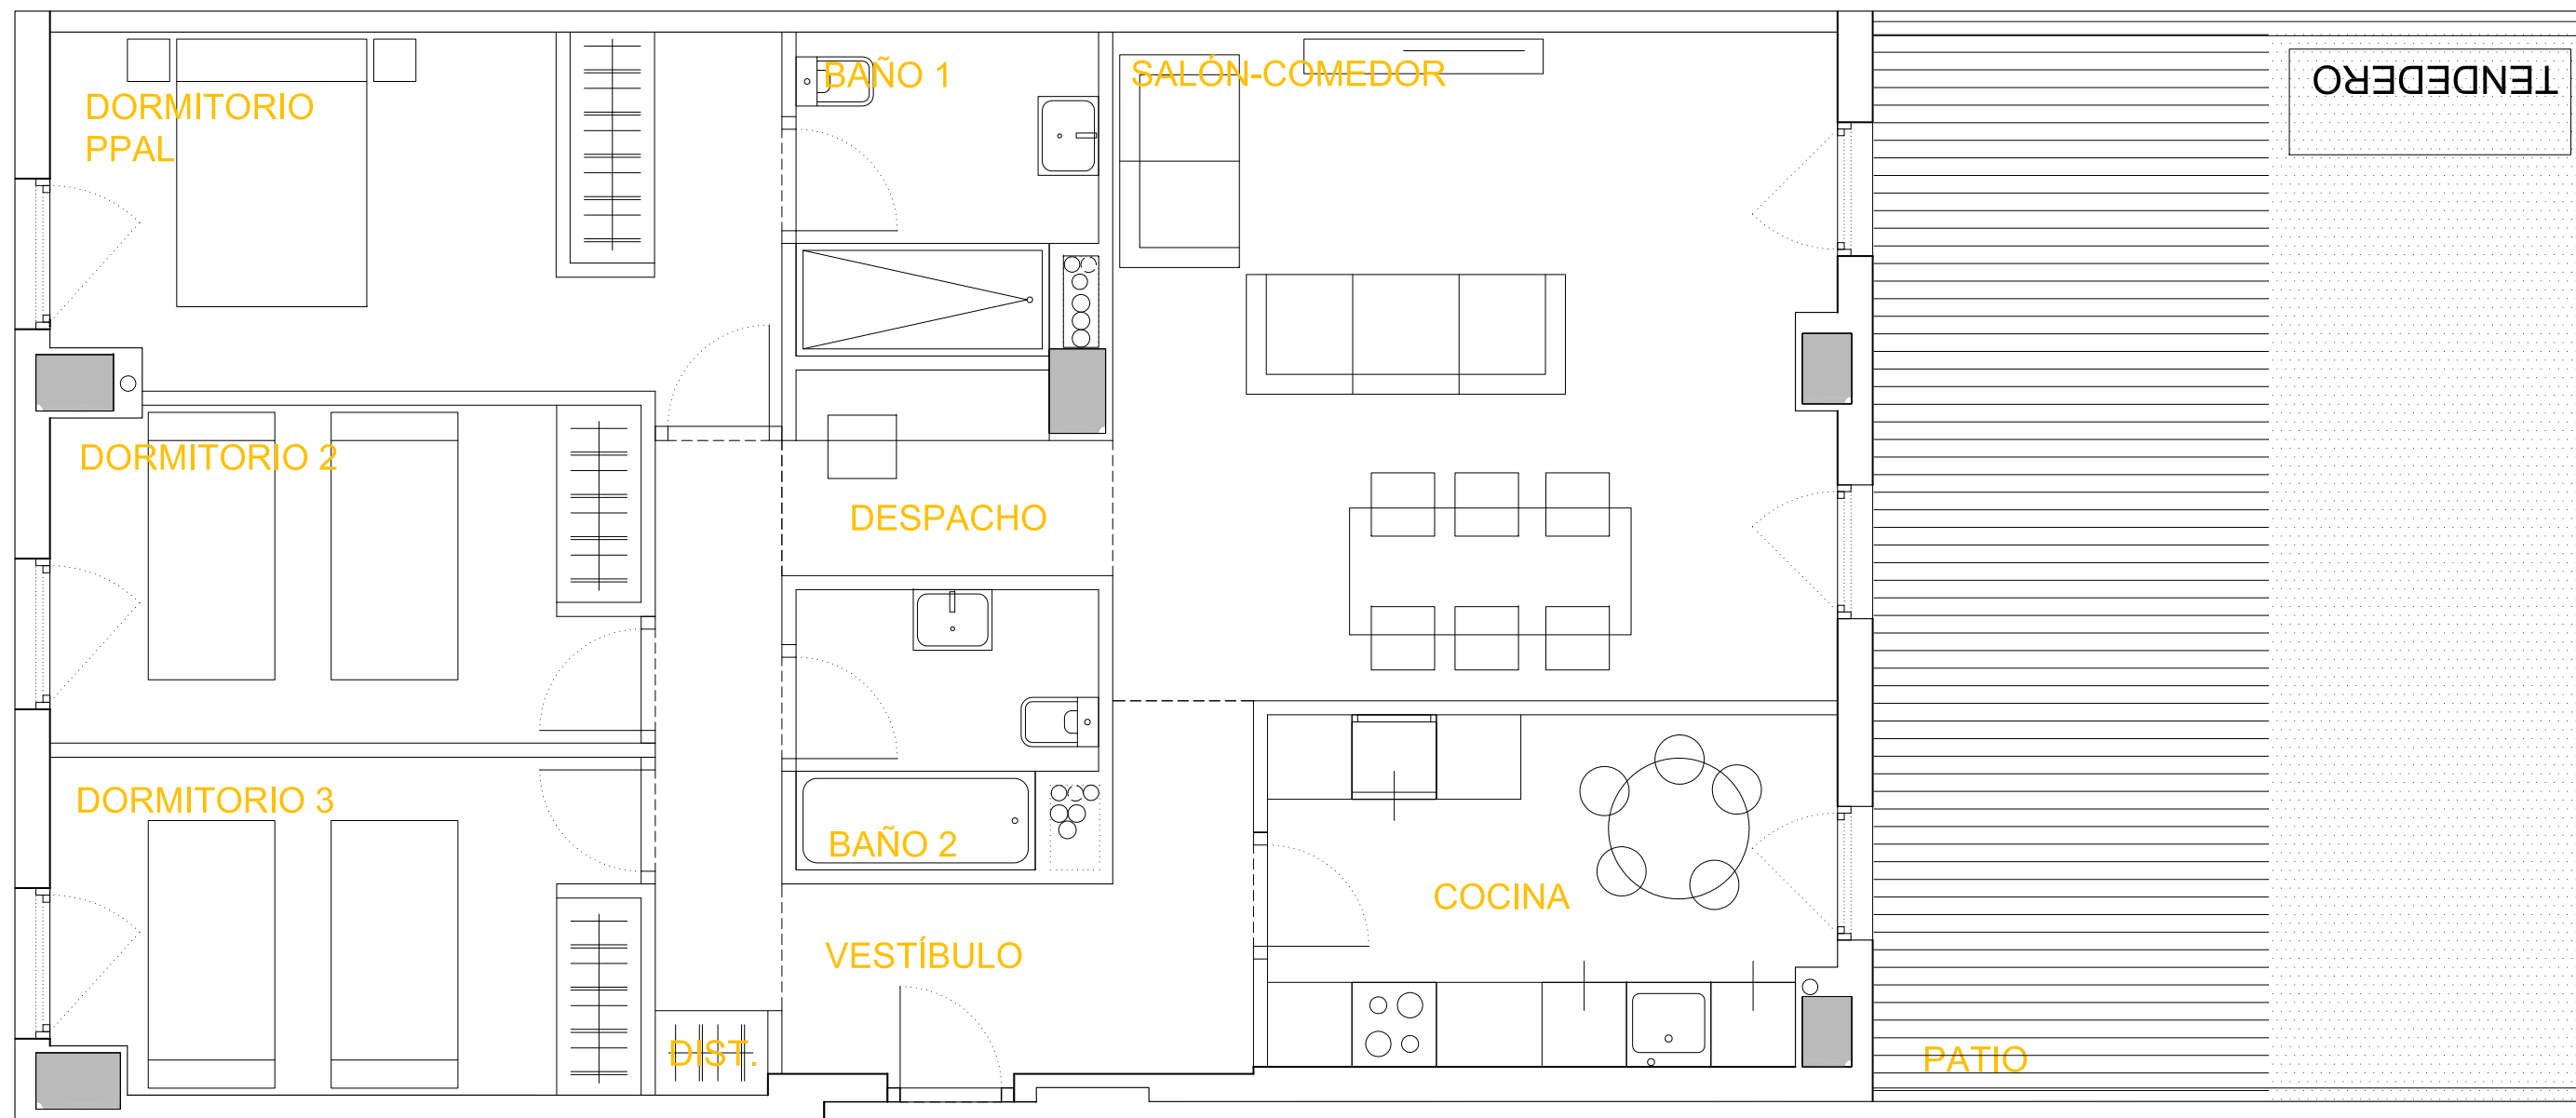 BAÑO 1
SALÓN-COMEDOR
TENDEDERO
DORMITORIO
PPAL
DORMITORIO 2
DESPACHO
DORMITORIO 3
BAÑO 2
COCINA
VESTÍBULO
DIST.
PATIO